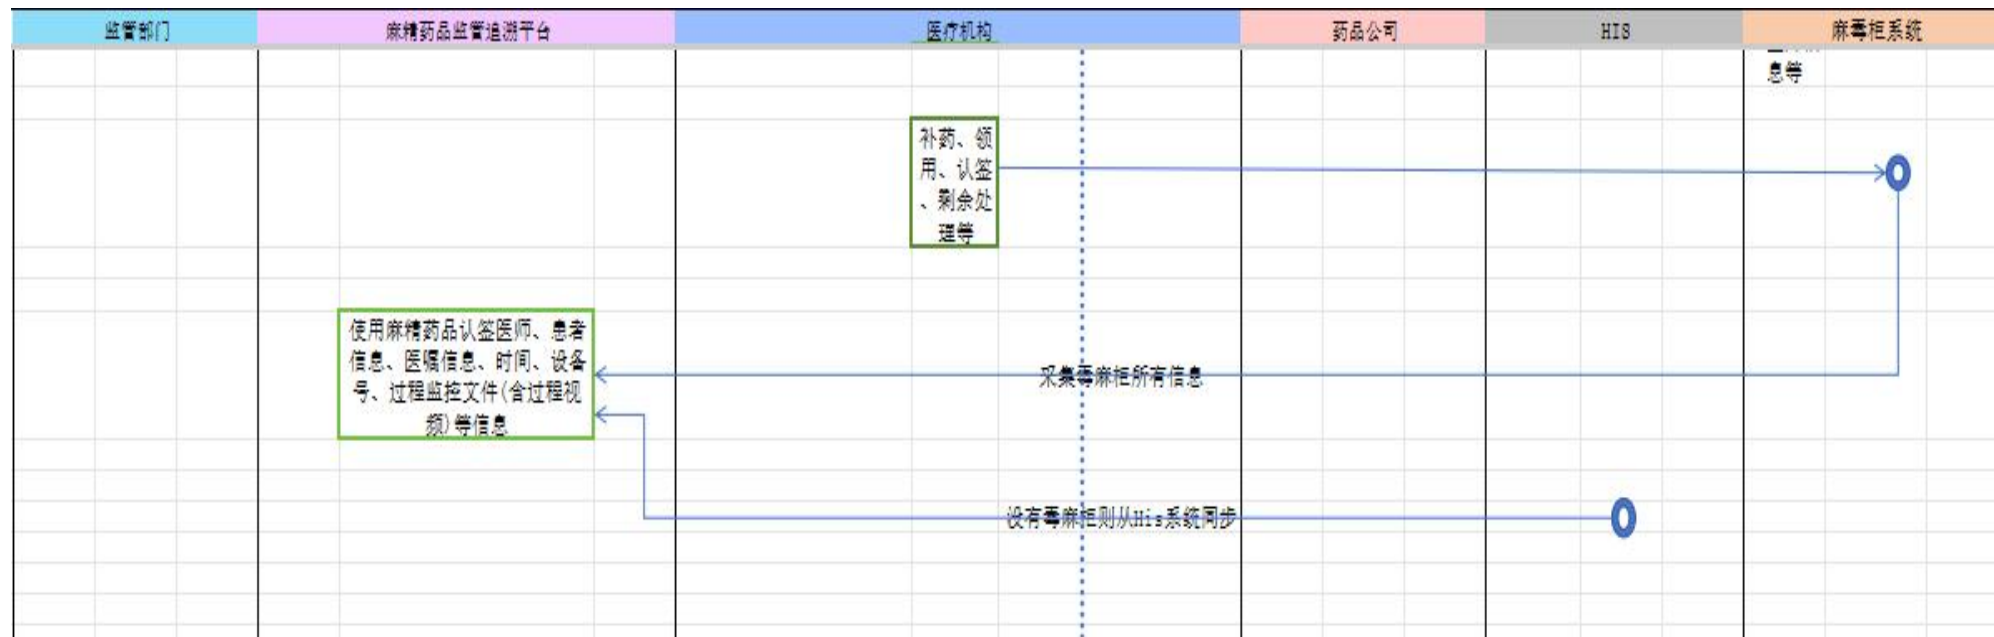 监管部门
麻精药品监管追溯平台
医疗机构
药品公司
HIS
麻毒柜系统
息等
补药、领
用、认签
、剩余处
理等
使用麻精药品认签医师、患者
信息、医嘱信息、时间、设备
号、过程监控文件(含过程视
频)等信息
采集毒麻柜所有信息
没有毒麻柜则从His系统同步